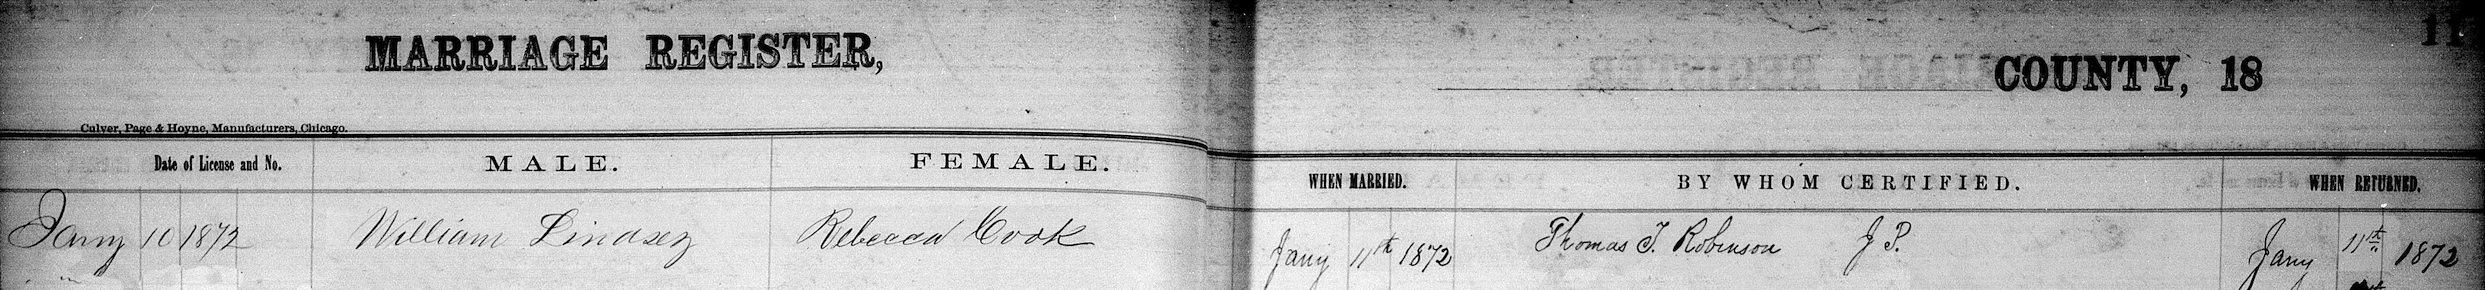 11
MARRIAGE REGISTER, COUNTY, 18
Culver, Page & Hoyne, Manufacturers, Chicago.
Date of License and No. MALE. FEMALE. WHEN MARRIED. BY WHOM CERTIFIED. WHEN RETURNED.
Jany 10 1872 William Lindsey Rebecca Cook Jany 11th 1872 Thomas T. Robinson J P. Jany 11th 1872